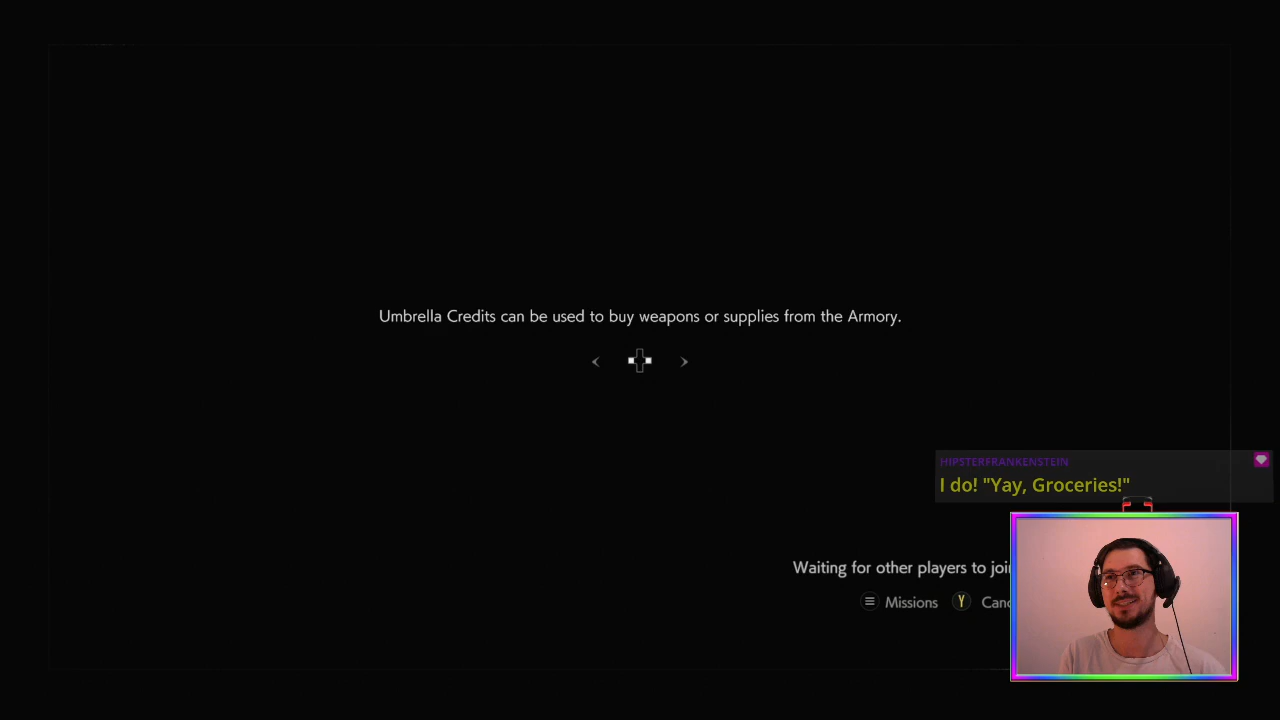 Umbrella Credits can be used to buy weapons or supplies from the Armory.
HIPSTERFRANKENSTEIN
I do! "Yay, Groceries!"
Waiting for other players to joi
Missions Y Canc